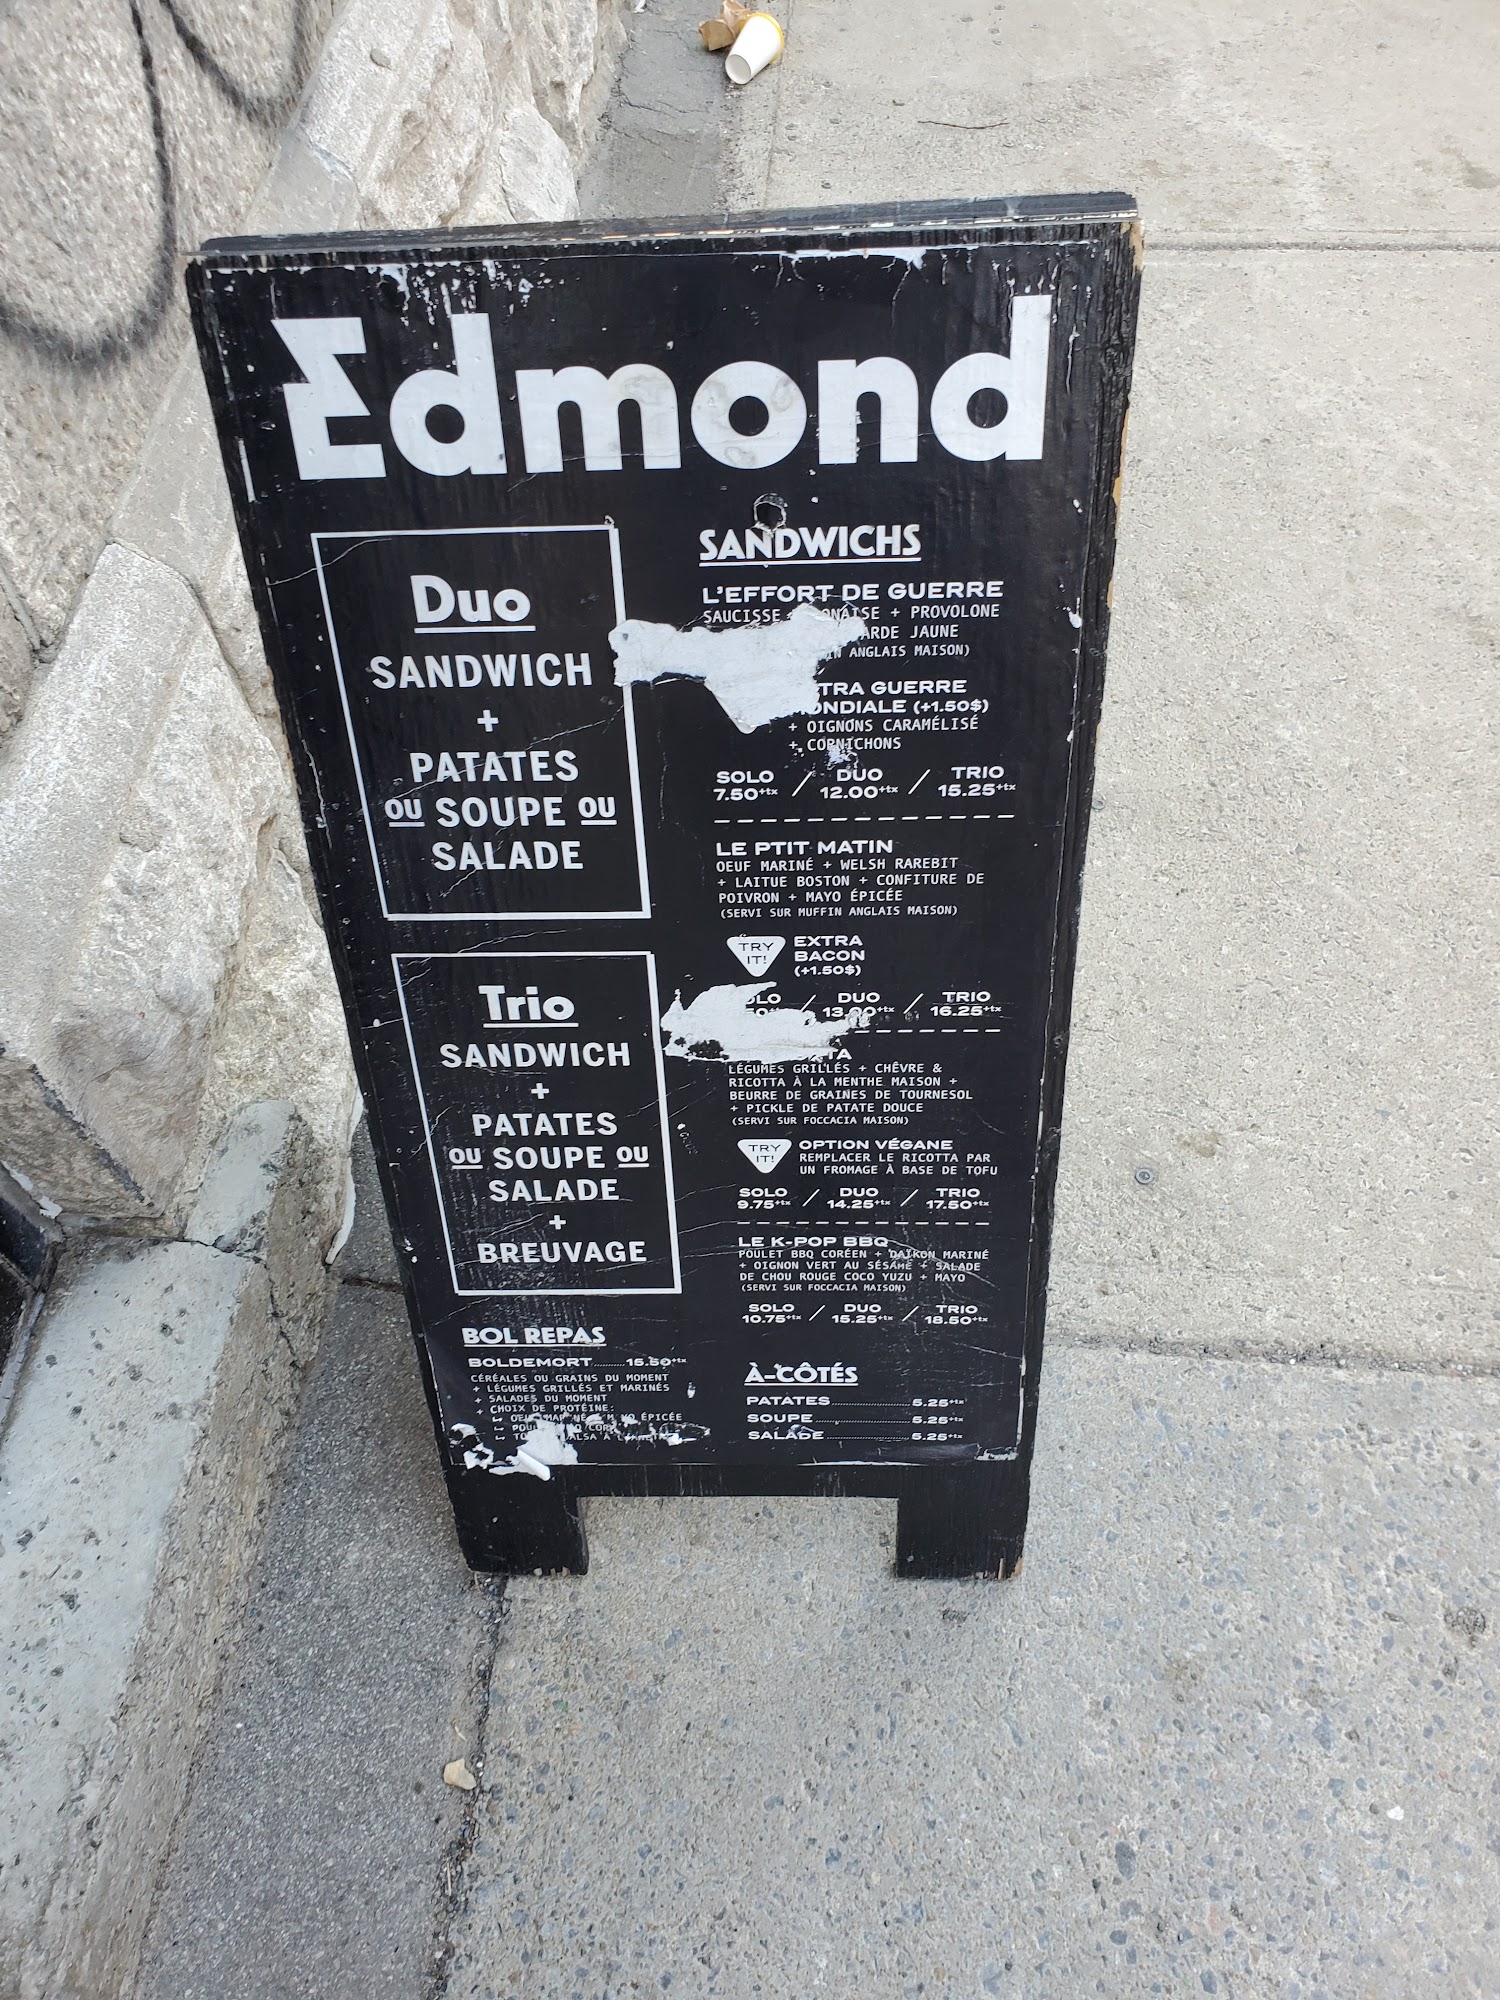 Edmond
Duo
SANDWICH
+
PATATES
OU SOUPE OU
SALADE
Trio
SANDWICH
+
PATATES
OU SOUPE OU
SALADE
+
BREUVAGE
BOL REPAS
BOLDEMORT.......... 15.50+tx
CÉRÉALES OU GRAINS DU MOMENT
+ LÉGUMES GRILLÉS ET MARINÉS
+ SALADES DU MOMENT
+ CHOIX DE PROTÉINE:
ÉPICÉE
SANDWICHS
L'EFFORT DE GUERRE
SAUCISSE + PROVOLONE
JAUNE
ANGLAIS MAISON)
GUERRE
(+1.50$)
+ OIGNONS CARAMÉLISÉ
+ CORNICHONS
SOLO / DUO / TRIO
7.50+tx 12.00+tx 15.25+tx
LE PTIT MATIN
OEUF MARINÉ + WELSH RAREBIT
+ LAITUE BOSTON + CONFITURE DE
POIVRON + MAYO ÉPICÉE
(SERVI SUR MUFFIN ANGLAIS MAISON)
TRY IT!
EXTRA
BACON
(+1.50$)
/ DUO / TRIO
13.00+tx 16.25+tx
LÉGUMES GRILLÉS + CHÊVRE &
RICOTTA À LA MENTHE MAISON +
BEURRE DE GRAINES DE TOURNESOL
+ PICKLE DE PATATE DOUCE
(SERVI SUR FOCCACIA MAISON)
TRY IT!
OPTION VÉGANE
REMPLACER LE RICOTTA PAR
UN FROMAGE À BASE DE TOFU
SOLO / DUO / TRIO
9.75+tx 14.25+tx 17.50+tx
LE K-POP BBQ
POULET BBQ CORÉEN + DAÏKON MARINÉ
+ OIGNON VERT AU SÉSAME + SALADE
DE CHOU ROUGE COCO YUZU + MAYO
(SERVI SUR FOCCACIA MAISON)
SOLO / DUO / TRIO
10.75+tx 15.25+tx 18.50+tx
À-CÔTÉS
PATATES.................... 5.25+tx
SOUPE.................... 5.25+tx
SALADE.................... 5.25+tx